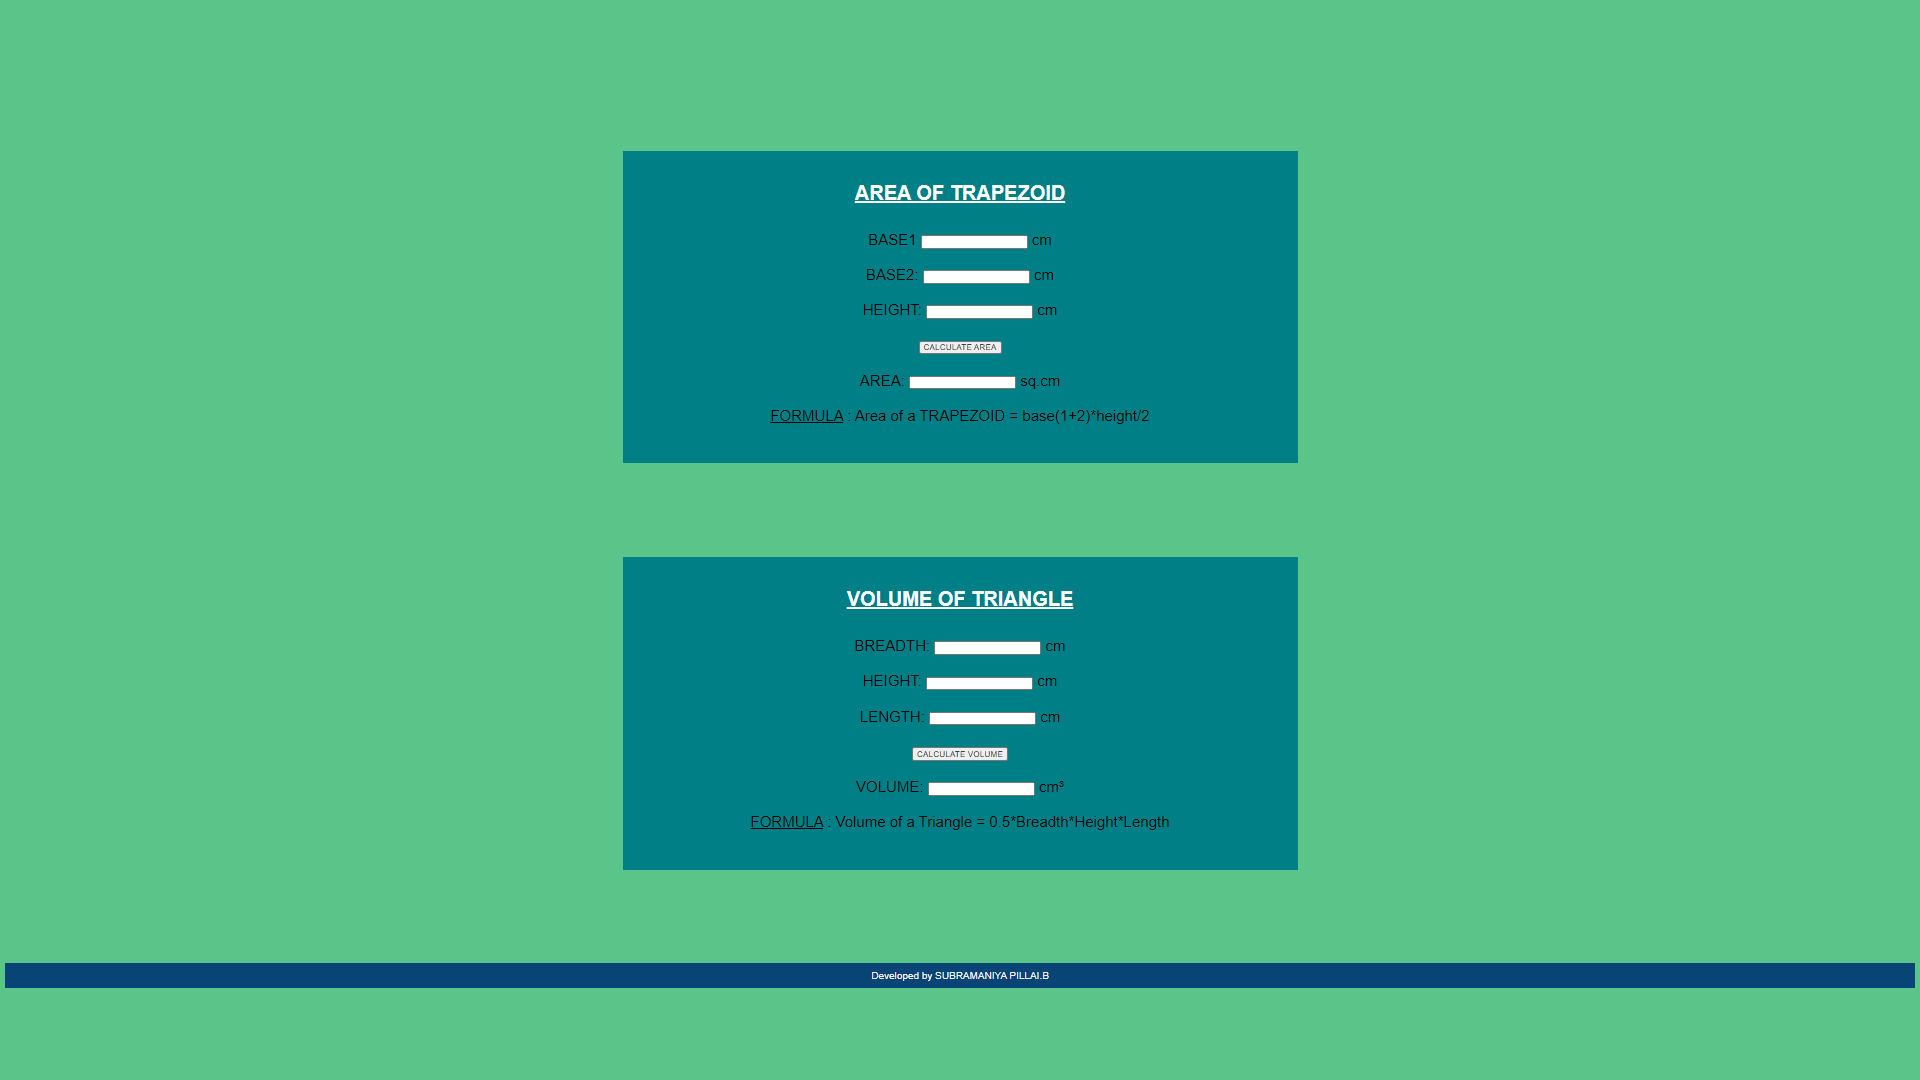 AREA OF TRAPEZOID
BASE1 cm
BASE2: cm
HEIGHT: cm
CALCULATE AREA
AREA: sq.cm
FORMULA : Area of a TRAPEZOID = base(1+2)*height/2
VOLUME OF TRIANGLE
BREADTH: cm
HEIGHT: cm
LENGTH: cm
CALCULATE VOLUME
VOLUME: cm³
FORMULA : Volume of a Triangle = 0.5*Breadth*Height*Length
Developed by SUBRAMANIYA PILLAI.B